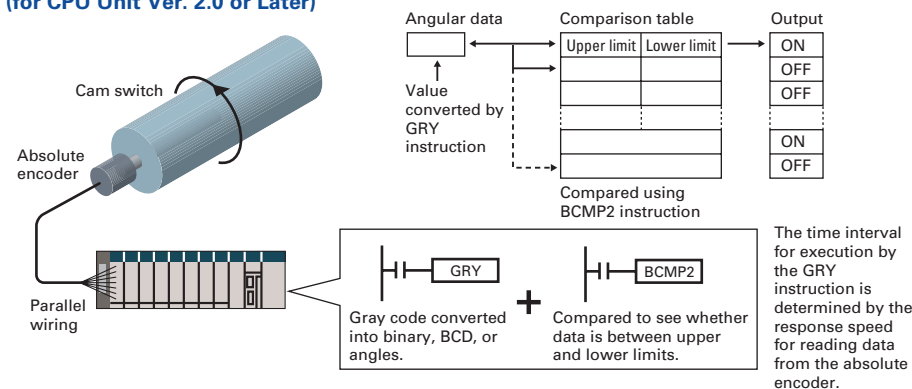 (for CPU Unit Ver. 2.0 or Later)
Cam switch
Absolute
encoder
Parallel
wiring
Angular data
Comparison table
Output
Upper limit
Lower limit
ON
OFF
OFF
ON
OFF
Value
converted by
GRY
instruction
Compared using
BCMP2 instruction
GRY
Gray code converted
into binary, BCD, or
angles.
+
BCMP2
Compared to see whether
data is between upper
and lower limits.
The time interval
for execution by
the GRY
instruction is
determined by the
response speed
for reading data
from the absolute
encoder.